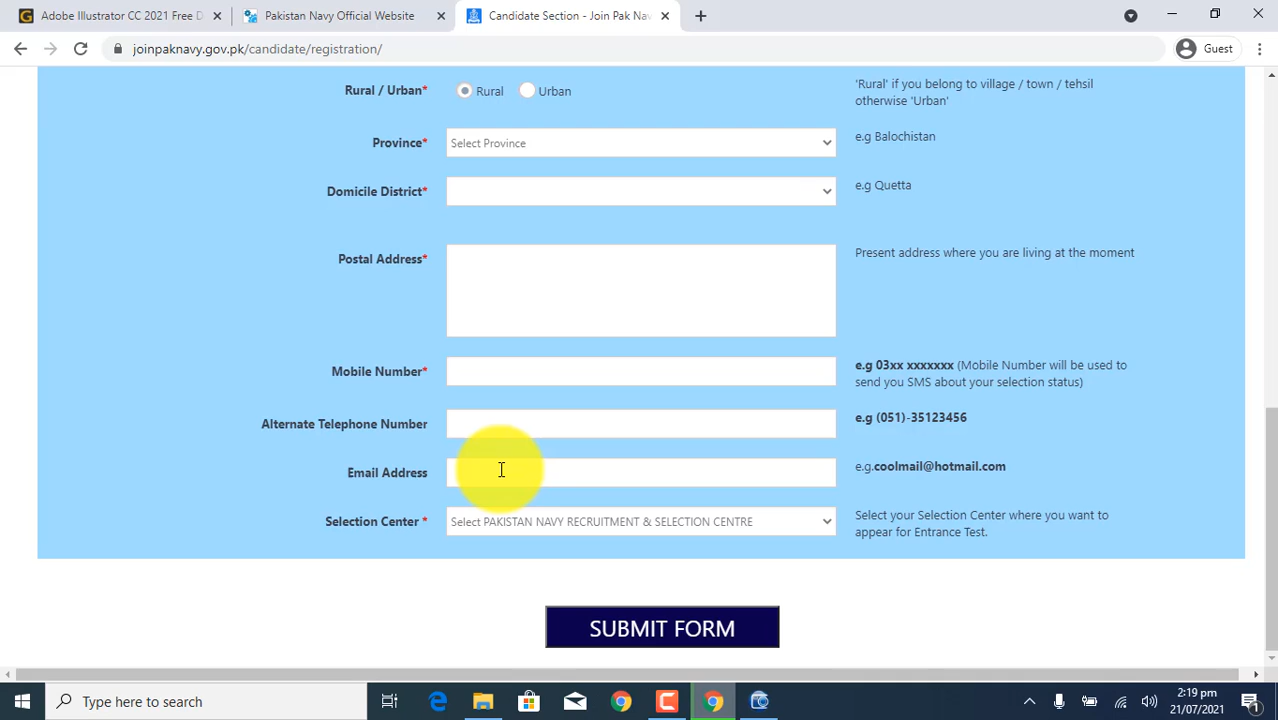 Adobe Illustrator CC 2021 Free D
Pakistan Navy Official Website
Candidate Section - Join Pak Nav
joinpaknavy.gov.pk/candidate/registration/
Guest
Rural / Urban*
Rural
Urban
'Rural' if you belong to village / town / tehsil
otherwise 'Urban'
Province*
Select Province
e.g Balochistan
Domicile District*
e.g Quetta
Postal Address*
Present address where you are living at the moment
Mobile Number*
e.g 03xx xxxxxxx (Mobile Number will be used to
send you SMS about your selection status)
Alternate Telephone Number
e.g (051)-35123456
Email Address
e.g.coolmail@hotmail.com
Selection Center *
Select PAKISTAN NAVY RECRUITMENT & SELECTION CENTRE
Select your Selection Center where you want to
appear for Entrance Test.
SUBMIT FORM
Type here to search
2:19 pm
21/07/2021
1